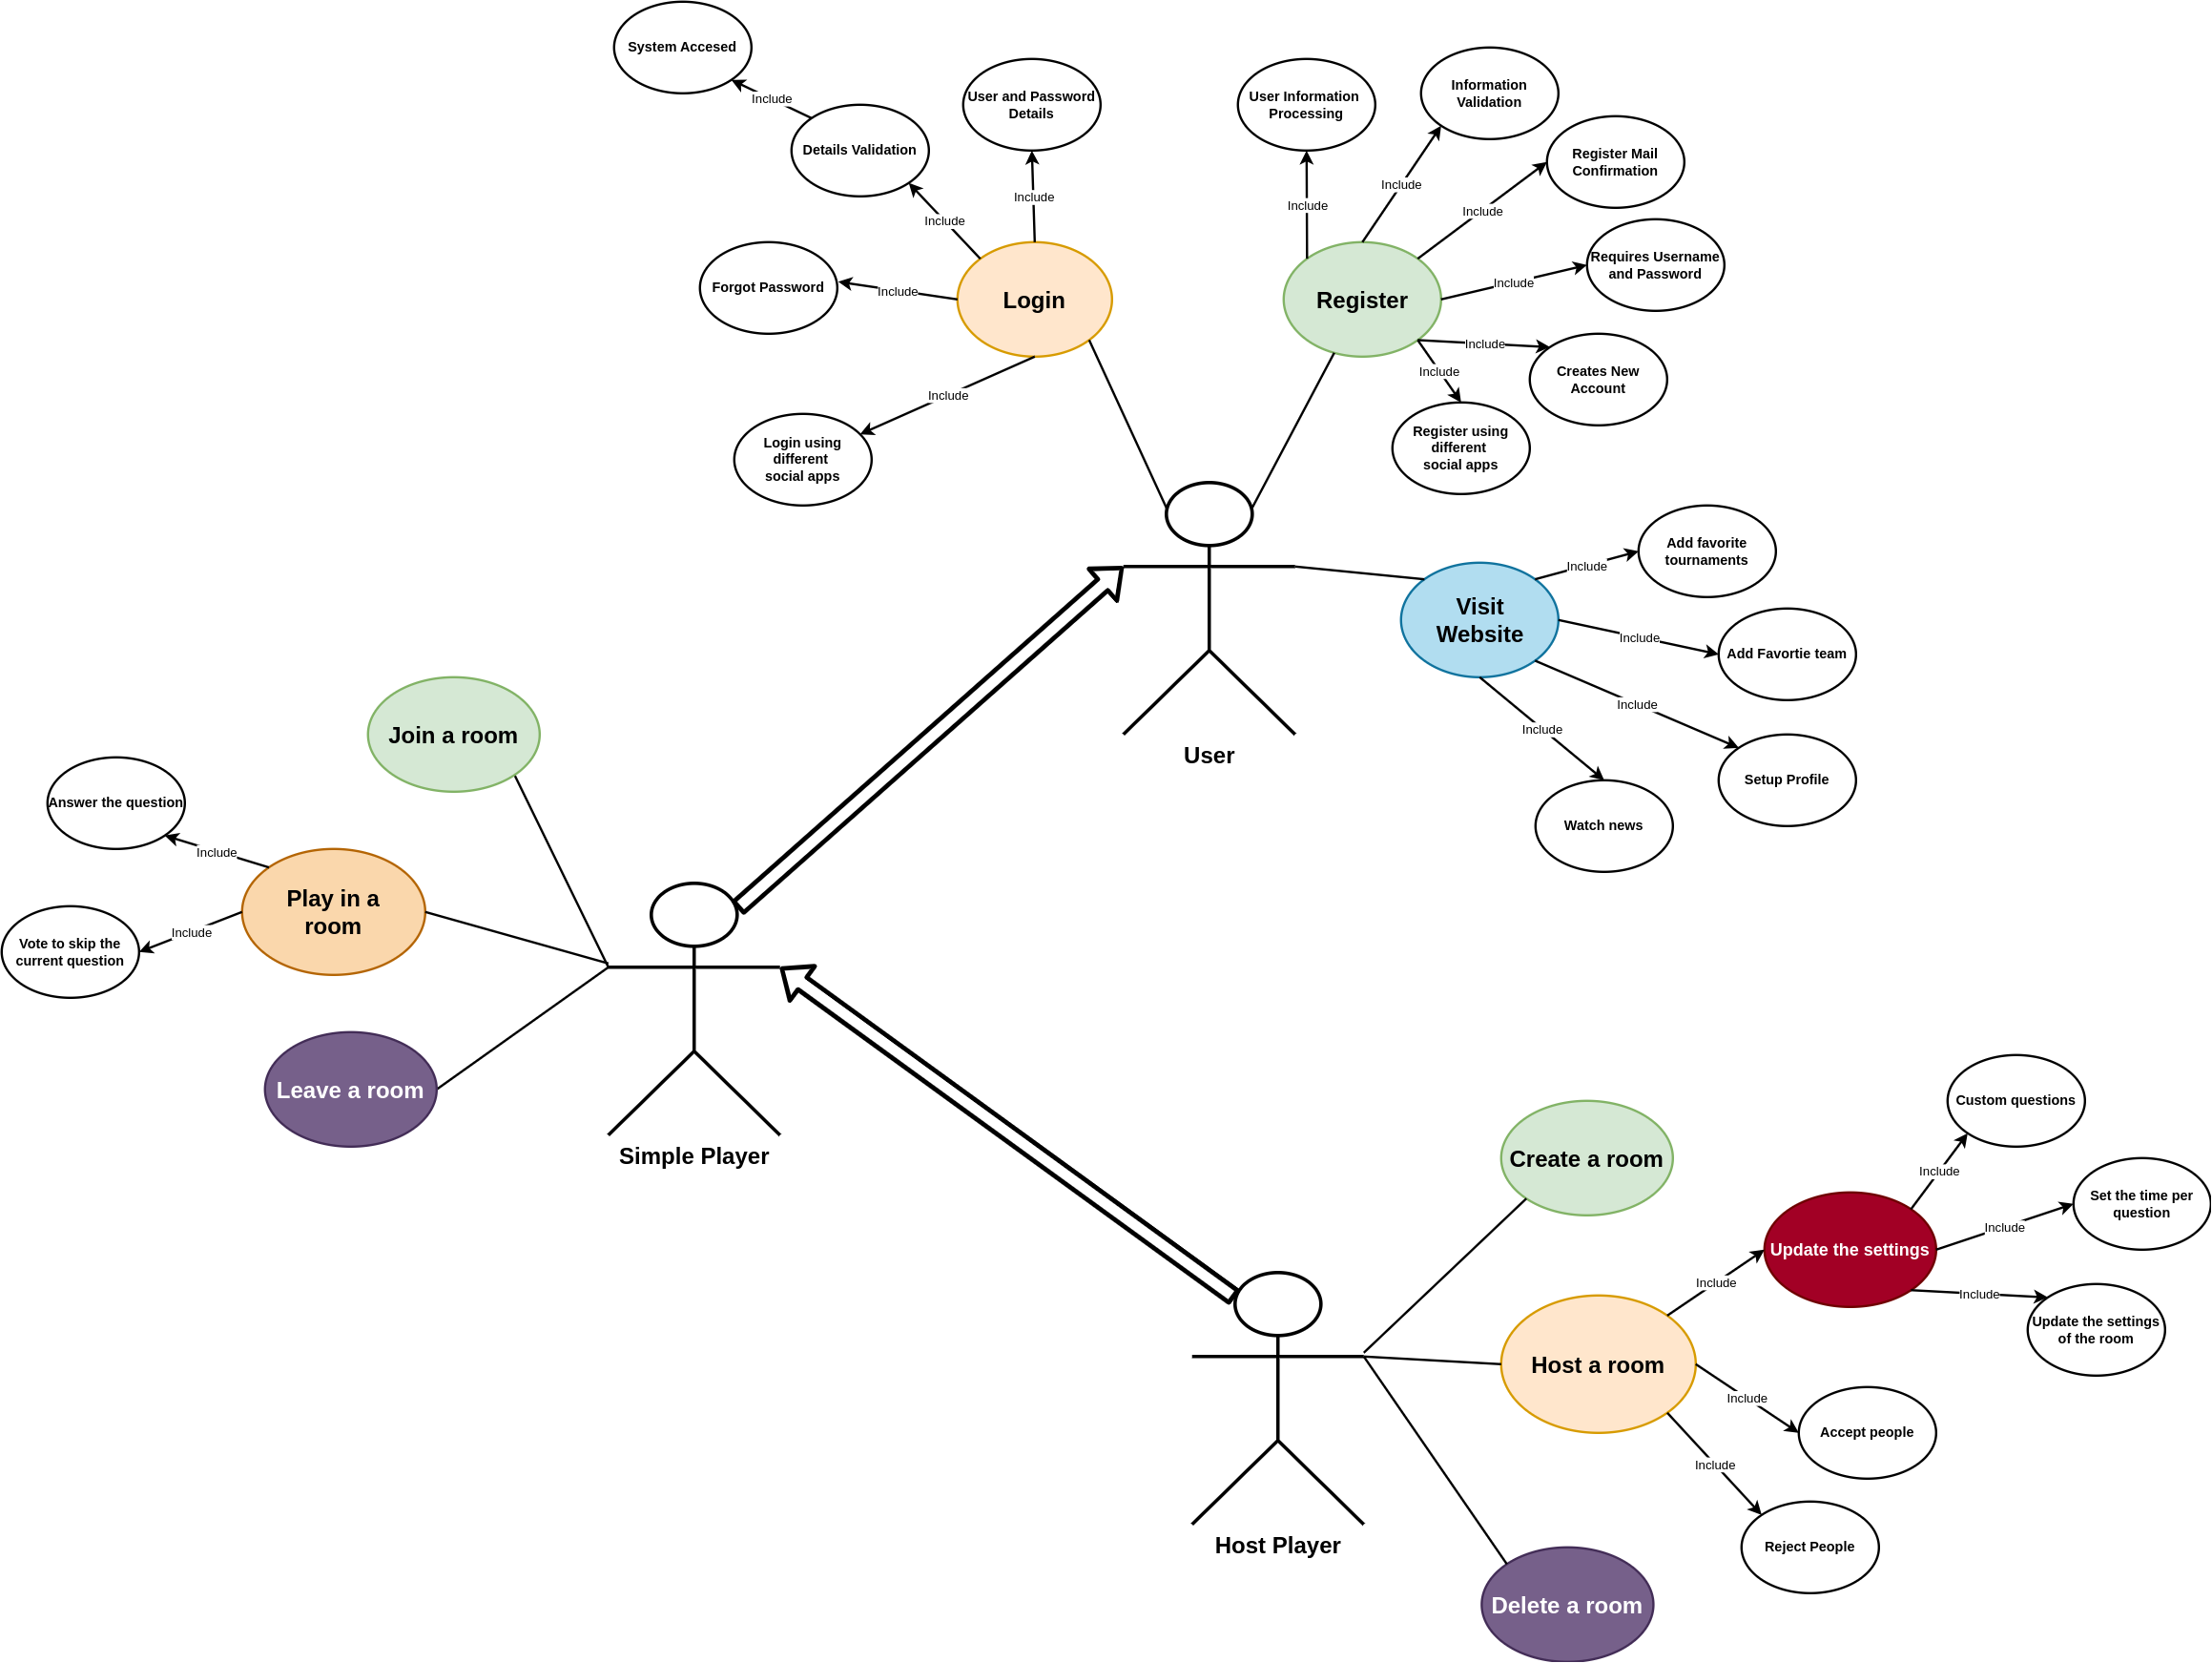 System Accesed
Include
Details Validation
Include
User and Password
Details
Include
Forgot Password
Include
Login
Login using
different
social apps
Include
User Information
Processing
Include
Information
Validation
Include
Register Mail
Confirmation
Include
Requires Username
and Password
Include
Register
Include
Creates New
Account
Include
Register using
different
social apps
Visit
Website
Include
Add favorite
tournaments
Include
Add Favortie team
Include
Setup Profile
Include
Watch news
User
Join a room
Answer the question
Include
Play in a
room
Include
Vote to skip the
current question
Leave a room
Simple Player
Create a room
Custom questions
Include
Set the time per
question
Include
Update the settings
Include
Include
Update the settings
of the room
Host a room
Include
Accept people
Include
Reject People
Host Player
Delete a room